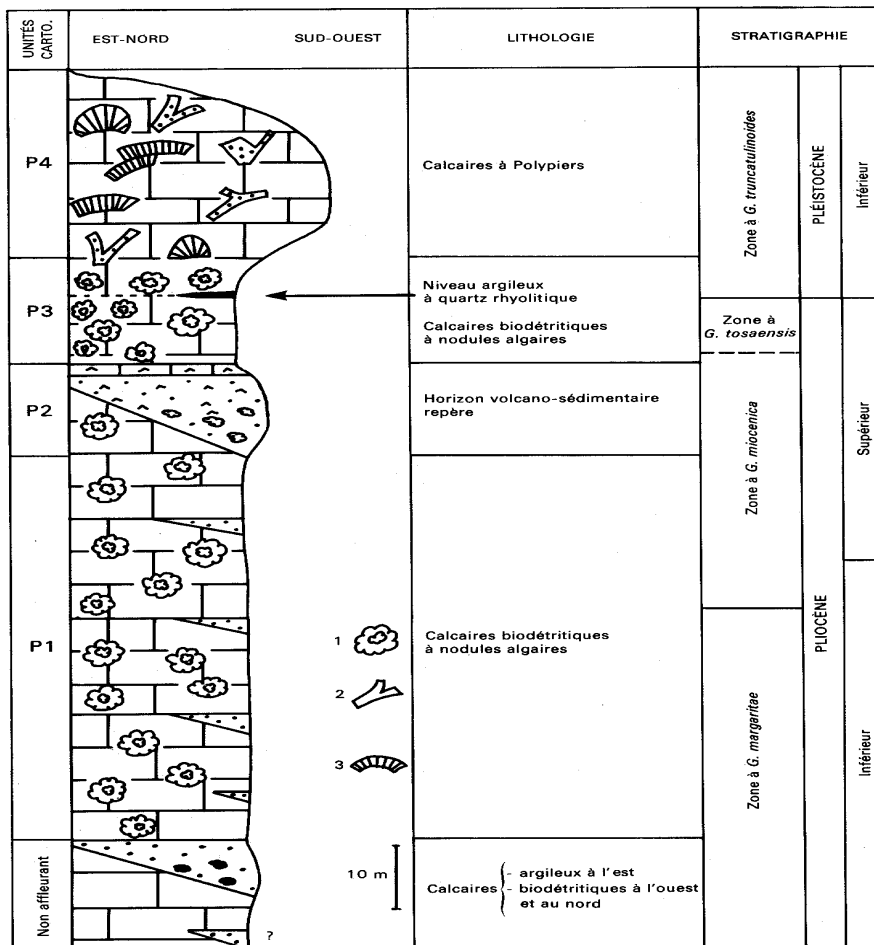 UNITÉS
CARTO.
EST-NORD
SUD-OUEST
LITHOLOGIE
STRATIGRAPHIE
P4
Calcaires à Polypiers
Zone à G. truncatulinoides
PLÉISTOCÈNE
Inférieur
P3
Niveau argileux
à quartz rhyolitique
Calcaires biodétritiques
à nodules algaires
Zone à
G. tosaensis
P2
Horizon volcano-sédimentaire
repère
Zone à G. miocenica
Supérieur
P1
1
2
3
Calcaires biodétritiques
à nodules algaires
Zone à G. margaritae
PLIOCÈNE
Inférieur
Non affleurant
10 m
?
Calcaires
- argileux à l'est
- biodétritiques à l'ouest
et au nord